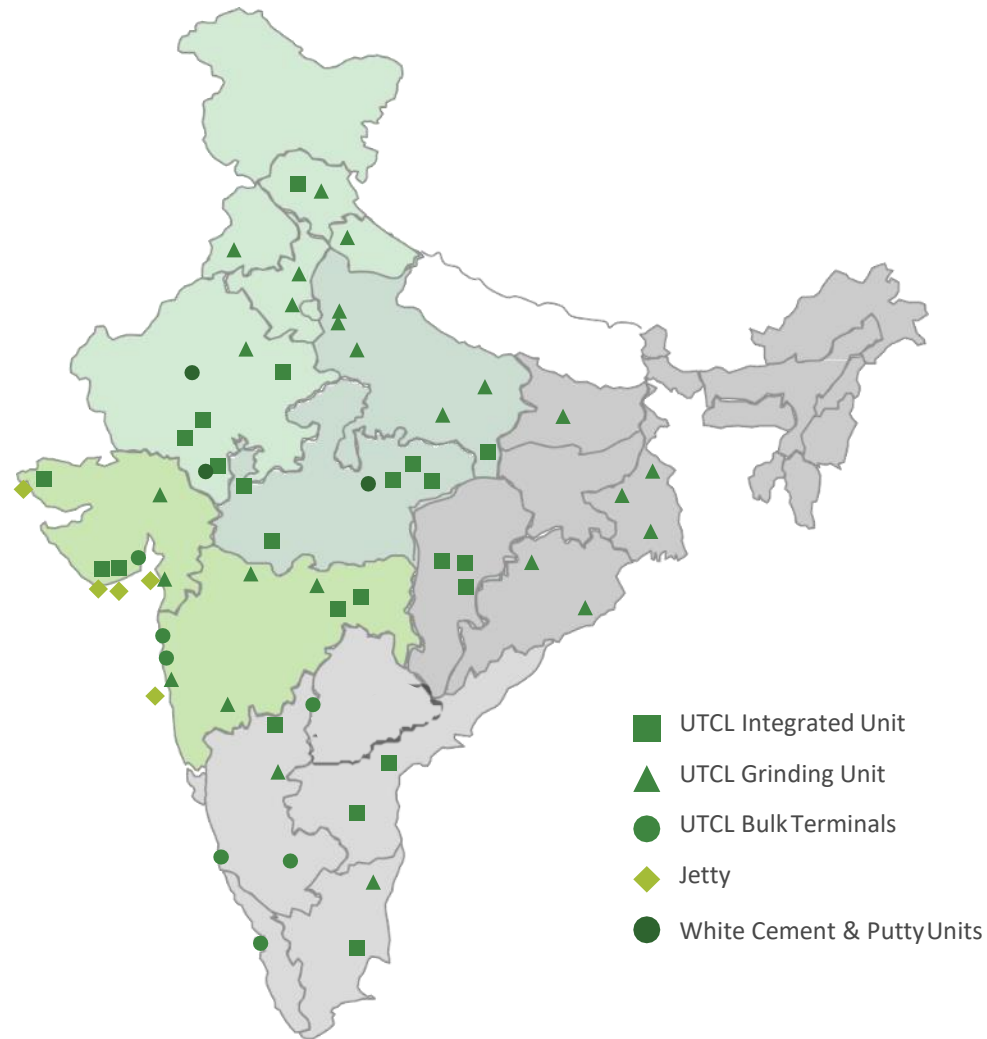 UTCL Integrated Unit
UTCL Grinding Unit
UTCL Bulk Terminals
Jetty
White Cement & Putty Units